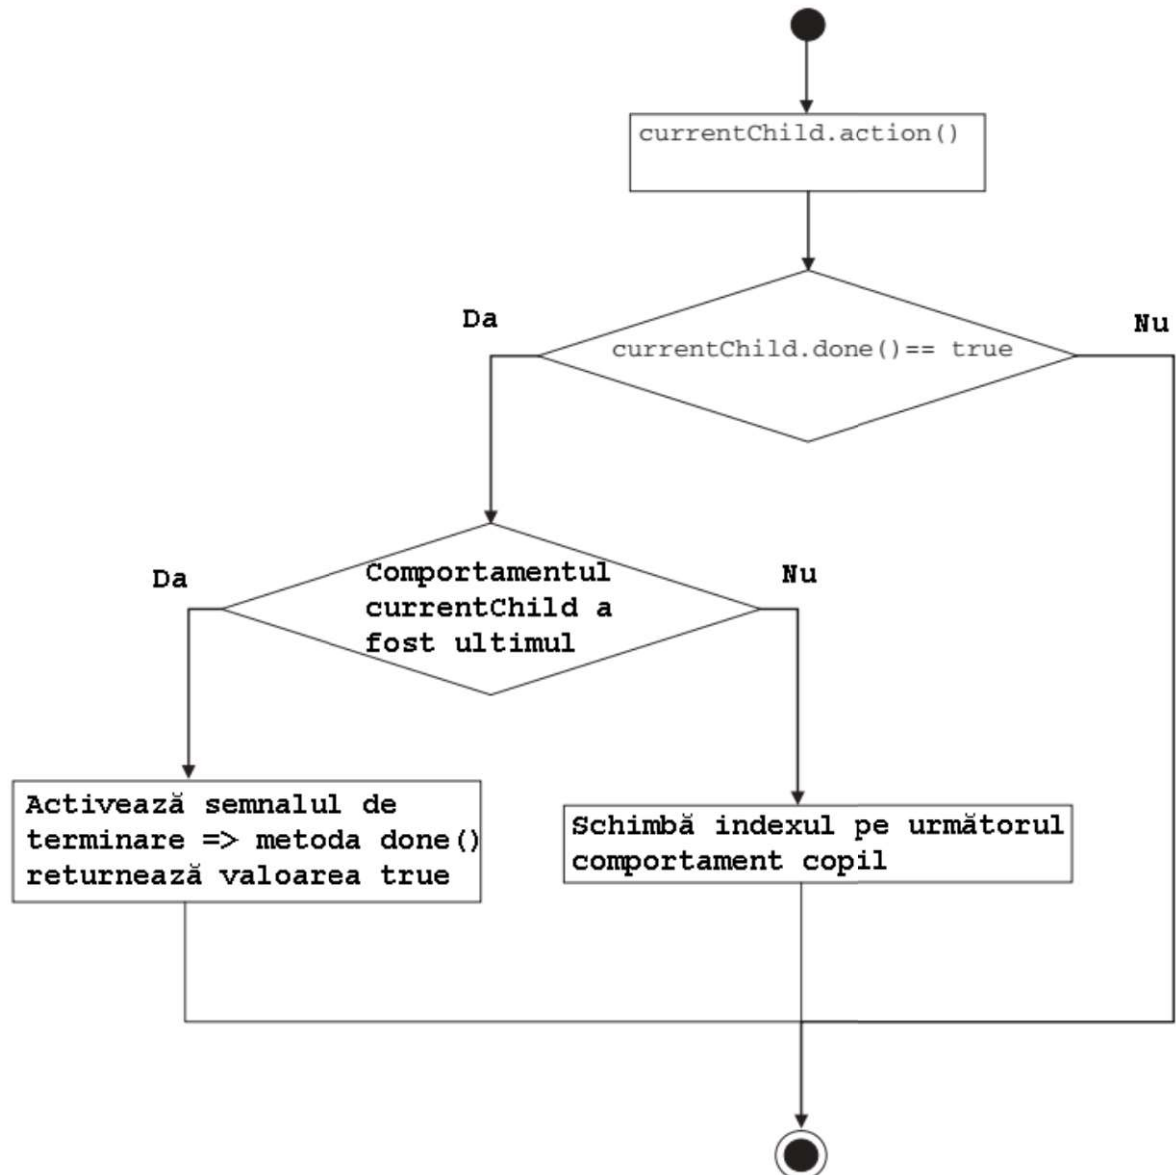 currentChild.action()
Da
Nu
currentChild.done()== true
Da
Nu
Comportamentul
currentChild a
fost ultimul
Activează semnalul de
terminare => metoda done()
returnează valoarea true
Schimbă indexul pe următorul
comportament copil